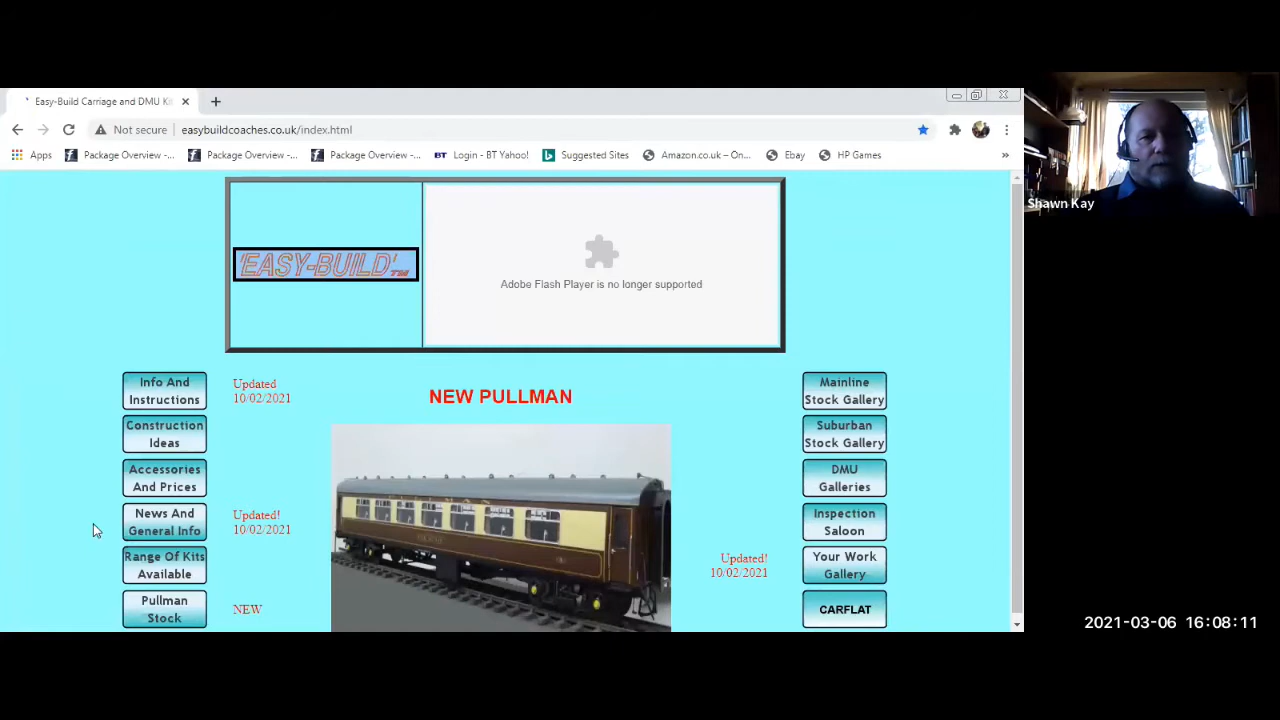 Easy-Build Carriage and DMU Ki
Not secure
easybuildcoaches.co.uk/index.html
Apps
Package Overview -...
Package Overview -...
Package Overview -...
BT
Login - BT Yahoo!
Suggested Sites
Amazon.co.uk – On...
Ebay
HP Games
»
Shawn Kay
'EASY-BUILD'™
Adobe Flash Player is no longer supported
Info And
Instructions
Updated
10/02/2021
NEW PULLMAN
Mainline
Stock Gallery
Construction
Ideas
Suburban
Stock Gallery
Accessories
And Prices
DMU
Galleries
News And
General Info
Updated!
10/02/2021
Inspection
Saloon
Range Of Kits
Available
Updated!
10/02/2021
Your Work
Gallery
Pullman
Stock
NEW
CARFLAT
2021-03-06 16:08:11